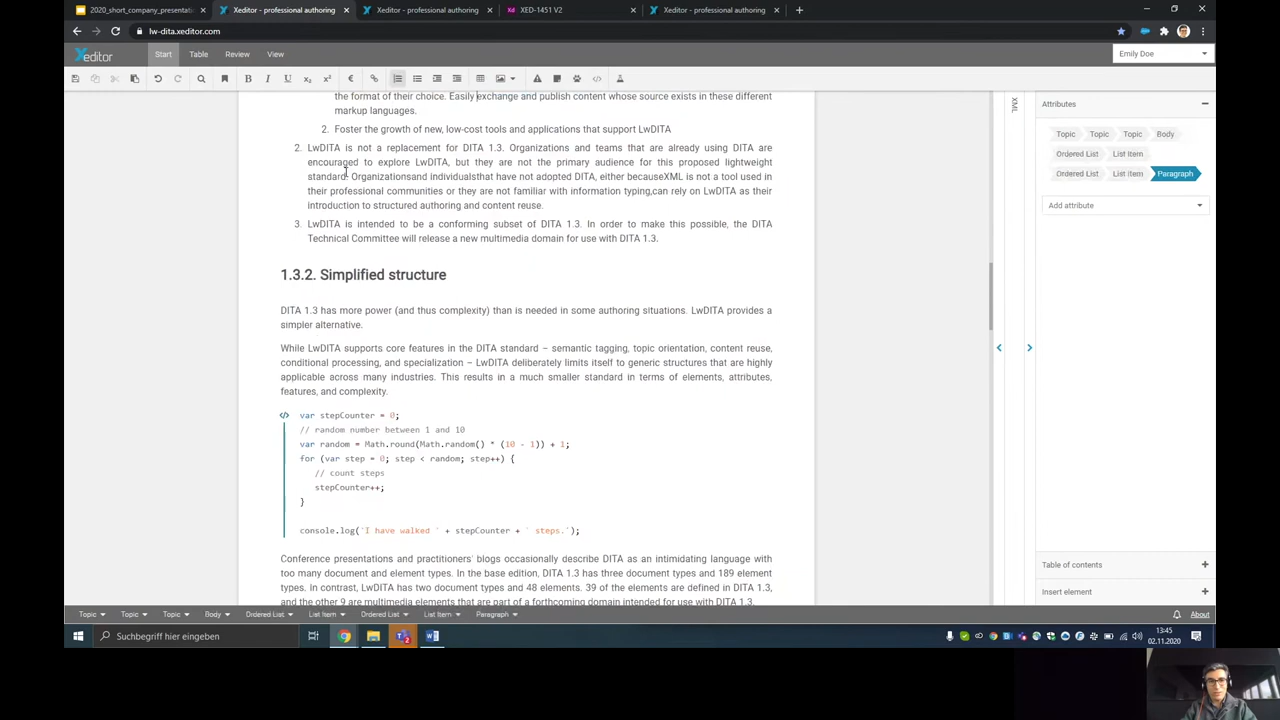 2020_short_company_presentati
Xeditor - professional authoring
Xeditor - professional authoring
XED-1451 V2
Xeditor - professional authoring
lw-dita.xeditor.com
Xeditor
Start
Table
Review
View
Emily Doe
the format of their choice. Easily exchange and publish content whose source exists in these different
markup languages.
2. Foster the growth of new, low-cost tools and applications that support LwDITA
2. LwDITA is not a replacement for DITA 1.3. Organizations and teams that are already using DITA are
encouraged to explore LwDITA, but they are not the primary audience for this proposed lightweight
standard. Organizationsand individualsthat have not adopted DITA, either becauseXML is not a tool used in
their professional communities or they are not familiar with information typing,can rely on LwDITA as their
introduction to structured authoring and content reuse.
3. LwDITA is intended to be a conforming subset of DITA 1.3. In order to make this possible, the DITA
Technical Committee will release a new multimedia domain for use with DITA 1.3.
1.3.2. Simplified structure
DITA 1.3 has more power (and thus complexity) than is needed in some authoring situations. LwDITA provides a
simpler alternative.
While LwDITA supports core features in the DITA standard – semantic tagging, topic orientation, content reuse,
conditional processing, and specialization – LwDITA deliberately limits itself to generic structures that are highly
applicable across many industries. This results in a much smaller standard in terms of elements, attributes,
features, and complexity.
var stepCounter = 0;
// random number between 1 and 10
var random = Math.round(Math.random() * (10 - 1)) + 1;
for (var step = 0; step < random; step++) {
// count steps
stepCounter++;
}
console.log('I have walked ' + stepCounter + ' steps.');
Conference presentations and practitioners' blogs occasionally describe DITA as an intimidating language with
too many document and element types. In the base edition, DITA 1.3 has three document types and 189 element
types. In contrast, LwDITA has two document types and 48 elements. 39 of the elements are defined in DITA 1.3,
and the other 9 are multimedia elements that are part of a forthcoming domain intended for use with DITA 1.3.
XML
Attributes
Topic Topic Topic Body
Ordered List List Item
Ordered List List Item Paragraph
Add attribute
Table of contents
Insert element
Topic Topic Topic Body Ordered List List Item Ordered List List Item Paragraph
About
Suchbegriff hier eingeben
13:45
02.11.2020